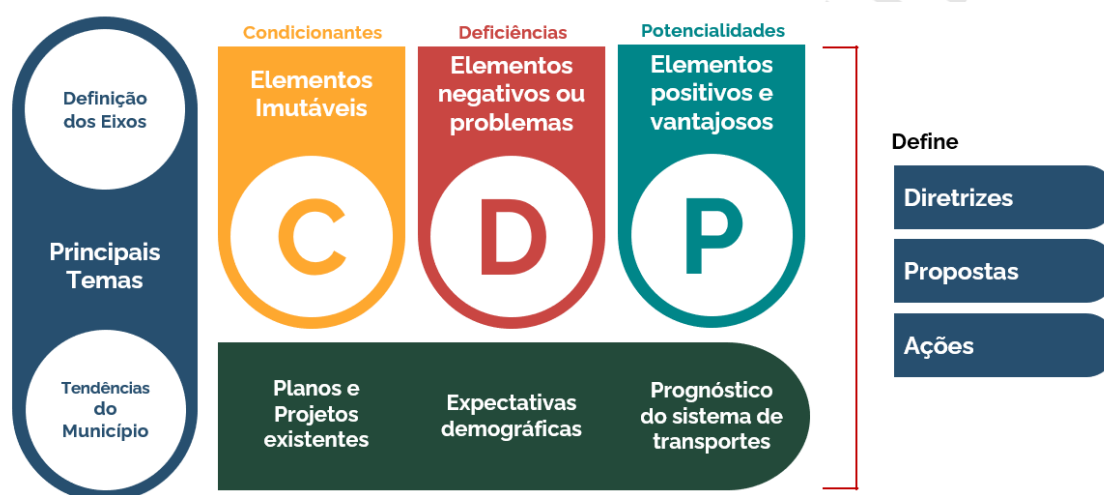 Definição
dos Eixos
Principais
Temas
Tendências
do
Município
Condicionantes
Elementos
Imutáveis
C
Deficiências
Elementos
negativos ou
problemas
D
Potencialidades
Elementos
positivos e
vantajosos
P
Planos e
Projetos
existentes
Expectativas
demográficas
Prognóstico
do sistema de
transportes
Define
Diretrizes
Propostas
Ações